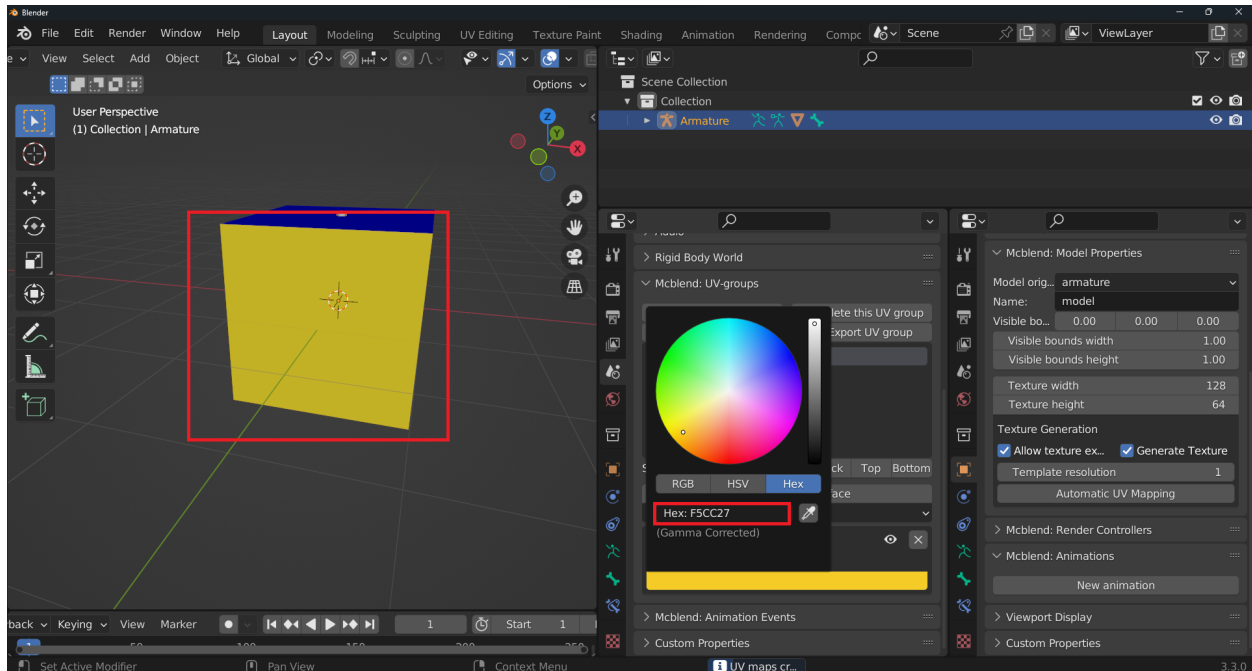 Blender
File Edit Render Window Help Layout Modeling Sculpting UV Editing Texture Paint Shading Animation Rendering Compc Scene ViewLayer
e View Select Add Object Global
Options
User Perspective
(1) Collection | Armature
Z
Y
X
Scene Collection
Collection
Armature
Rigid Body World
Mcblend: UV-groups
lete this UV group
Export UV group
RGB HSV Hex
Hex: F5CC27
(Gamma Corrected)
ck Top Bottom
ace
Mcblend: Animation Events
Custom Properties
Mcblend: Model Properties
Model orig... armature
Name: model
Visible bo... 0.00 0.00 0.00
Visible bounds width 1.00
Visible bounds height 1.00
Texture width 128
Texture height 64
Texture Generation
Allow texture ex... Generate Texture
Template resolution 1
Automatic UV Mapping
Mcblend: Render Controllers
Mcblend: Animations
New animation
Viewport Display
Custom Properties
yback Keying View Marker 1 Start 1
Set Active Modifier Pan View Context Menu UV maps cr... 3.3.0